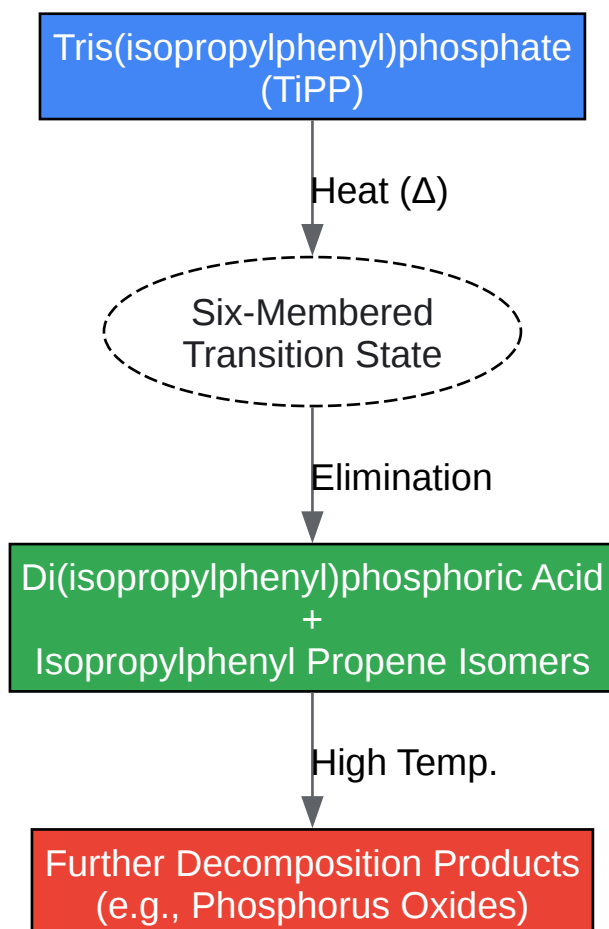 Tris(isopropylphenyl)phosphate
(TiPP)
Heat (Δ)
Six-Membered
Transition State
Elimination
Di(isopropylphenyl)phosphoric Acid
+
Isopropylphenyl Propene Isomers
High Temp.
Further Decomposition Products
(e.g., Phosphorus Oxides)